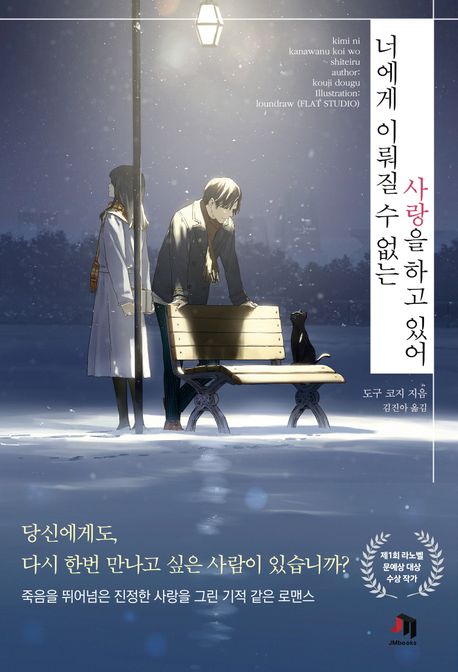 kimi ni
kanawanu koi wo
shiteiru
author:
kouji dougu
Illustration:
loundraw (FLAT STUDIO)
너에게 이뤄질 수 없는
사랑을 하고 있어
도구 코지 지음
김진아 옮김
당신에게도,
다시 한번 만나고 싶은 사람이 있습니까?
죽음을 뛰어넘은 진정한 사랑을 그린 기적 같은 로맨스
제1회 라노벨
문예상 대상
수상 작가
JM
JMbooks